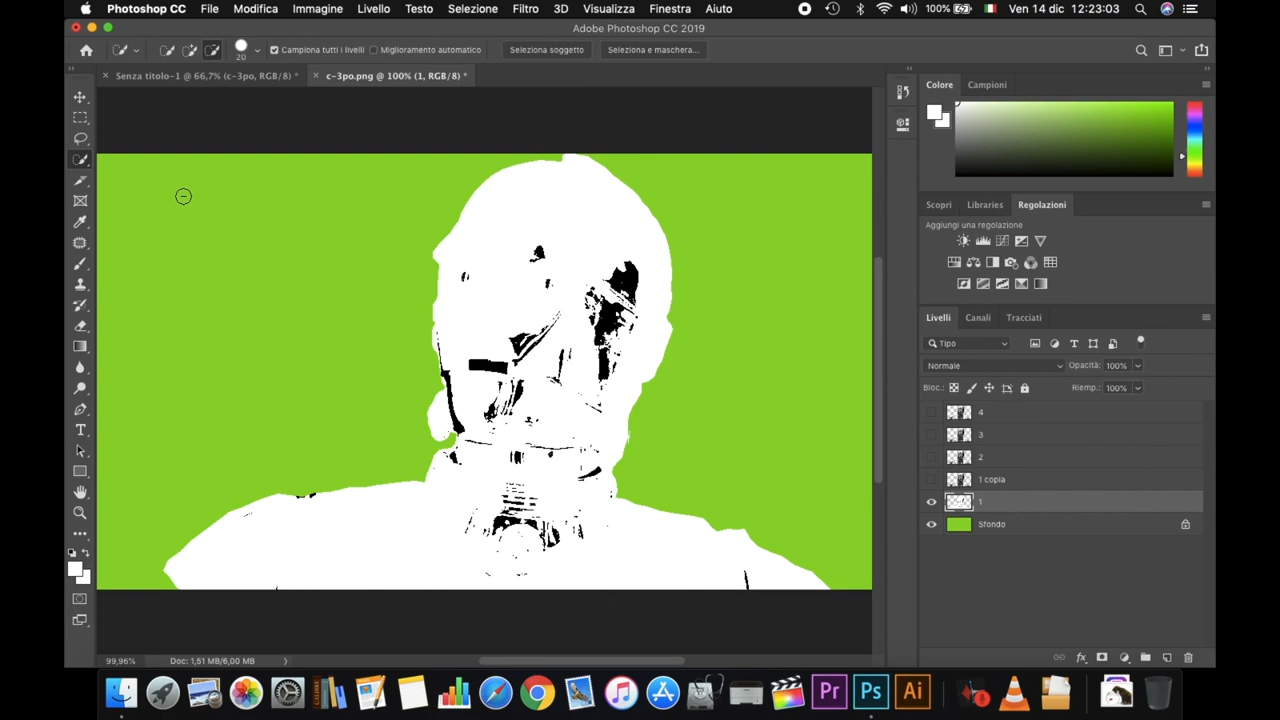 Photoshop CC File Modifica Immagine Livello Testo Selezione Filtro 3D Visualizza Finestra Aiuto 100% Ven 14 dic 12:23:03
Adobe Photoshop CC 2019
20 Campiona tutti i livelli Miglioramento automatico Seleziona soggetto Seleziona e maschera...
Senza titolo-1 @ 66,7% (c-3po, RGB/8) * c-3po.png @ 100% (1, RGB/8) *
Colore Campioni
Scopri Libraries Regolazioni
Aggiungi una regolazione
Livelli Canali Tracciati
Tipo
Normale Opacità: 100%
Bloc.: Riemp.: 100%
4
3
2
1 copia
1
Sfondo
99,96% Doc: 1,51 MB/6,00 MB
Pr Ps Ai